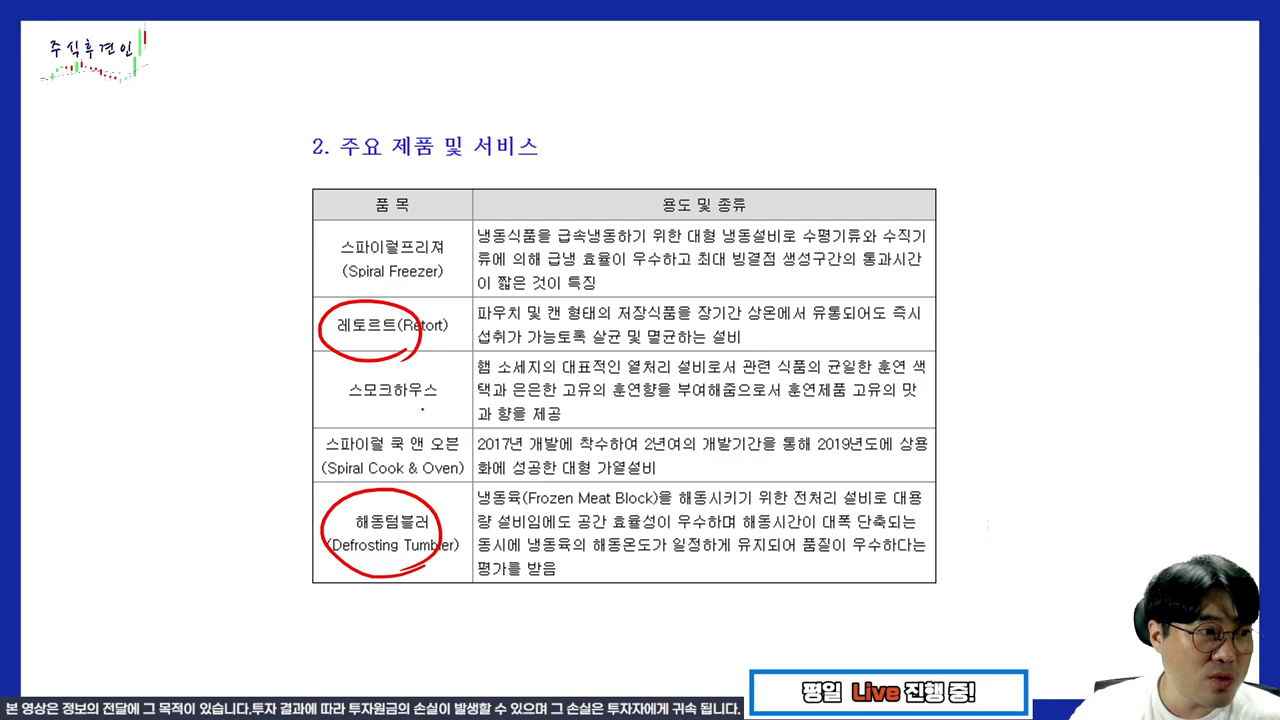 주식후견인
2. 주요 제품 및 서비스
품 목
용도 및 종류
스파이럴프리져
(Spiral Freezer)
냉동식품을 급속냉동하기 위한 대형 냉동설비로 수평기류와 수직기
류에 의해 급냉 효율이 우수하고 최대 빙결점 생성구간의 통과시간
이 짧은 것이 특징
레토르트(Retort)
파우치 및 캔 형태의 저장식품을 장기간 상온에서 유통되어도 즉시
섭취가 가능토록 살균 및 멸균하는 설비
스모크하우스
햄 소세지의 대표적인 열처리 설비로서 관련 식품의 균일한 훈연 색
택과 은은한 고유의 훈연향을 부여해줌으로서 훈연제품 고유의 맛
과 향을 제공
스파이럴 쿡 앤 오븐
(Spiral Cook & Oven)
2017년 개발에 착수하여 2년여의 개발기간을 통해 2019년도에 상용
화에 성공한 대형 가열설비
해동텀블러
(Defrosting Tumbler)
냉동육(Frozen Meat Block)을 해동시키기 위한 전처리 설비로 대용
량 설비임에도 공간 효율성이 우수하며 해동시간이 대폭 단축되는
동시에 냉동육의 해동온도가 일정하게 유지되어 품질이 우수하다는
평가를 받음
평일 Live 진행 중!
본 영상은 정보의 전달에 그 목적이 있습니다.투자 결과에 따라 투자원금의 손실이 발생할 수 있으며 그 손실은 투자자에게 귀속 됩니다.